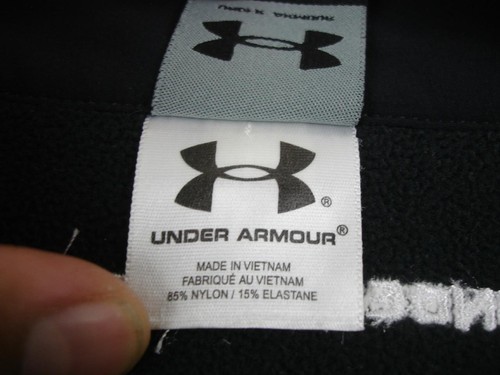 UNDER ARMOUR®
MADE IN VIETNAM
FABRIQUÉ AU VIETNAM
85% NYLON / 15% ELASTANE